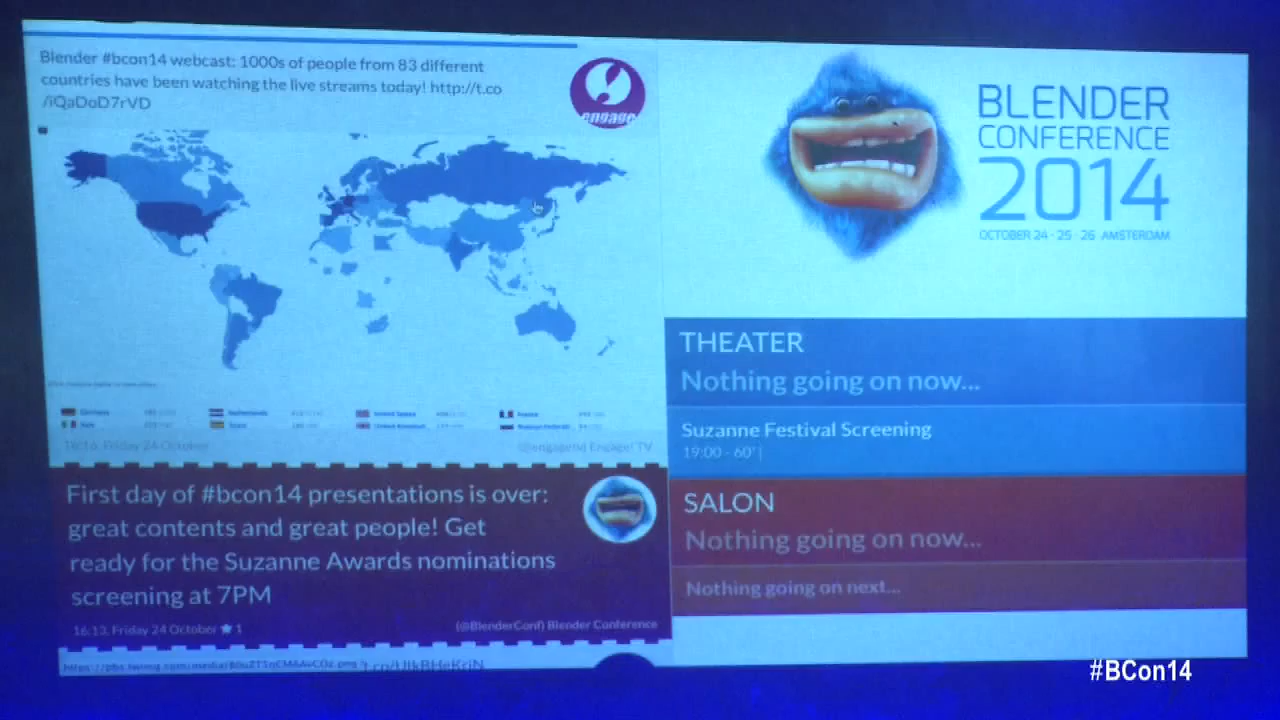 Blender #bcon14 webcast: 1000s of people from 83 different
countries have been watching the live streams today! http://t.co
/iQaDoD7rVD
engage
Germany
Netherlands
United States
France
Italy
Spain
United Kingdom
Russian Federation
16:16, Friday 24 October
@engagend Engage! TV
First day of #bcon14 presentations is over:
great contents and great people! Get
ready for the Suzanne Awards nominations
screening at 7PM
16:13, Friday 24 October ★ 1
(@BlenderConf) Blender Conference
BLENDER
CONFERENCE
2014
OCTOBER 24 - 25 - 26 AMSTERDAM
THEATER
Nothing going on now...
Suzanne Festival Screening
19:00 - 60'|
SALON
Nothing going on now...
Nothing going on next...
#BCon14